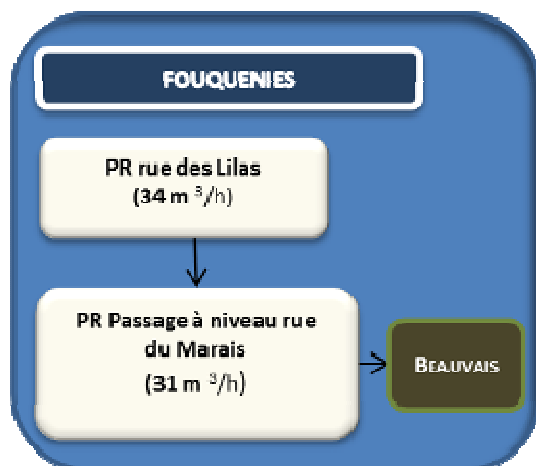 FOUQUENIES
PR rue des Lilas
(34 m ³/h)
PR Passage à niveau rue
du Marais
(31 m ³/h)
BEAUVAIS